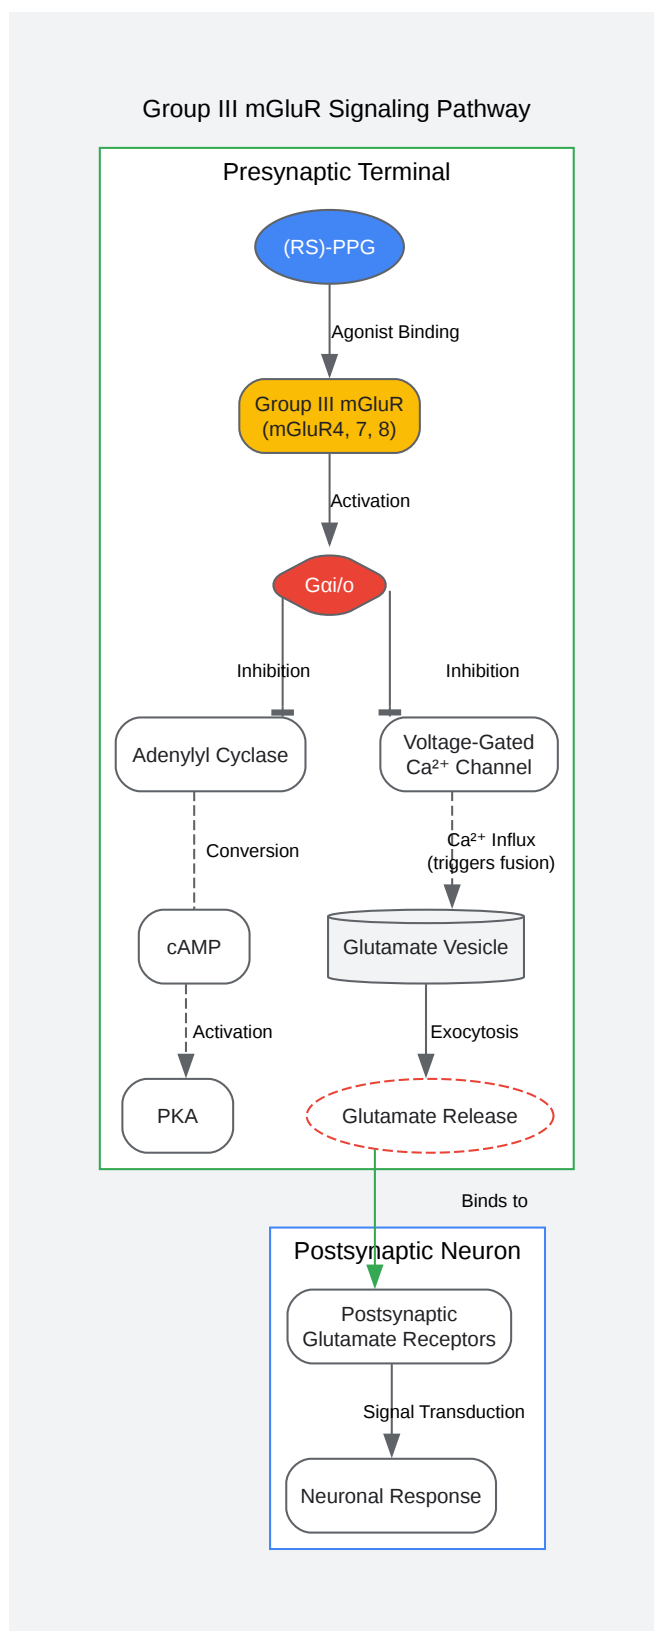 Group III mGluR Signaling Pathway
Presynaptic Terminal
(RS)-PPG
Agonist Binding
Group III mGluR
(mGluR4, 7, 8)
Activation
Gαi/o
Inhibition
Inhibition
Adenylyl Cyclase
Voltage-Gated
Ca²⁺ Channel
Conversion
Ca²⁺ Influx
(triggers fusion)
cAMP
Glutamate Vesicle
Activation
Exocytosis
PKA
Glutamate Release
Binds to
Postsynaptic Neuron
Postsynaptic
Glutamate Receptors
Signal Transduction
Neuronal Response